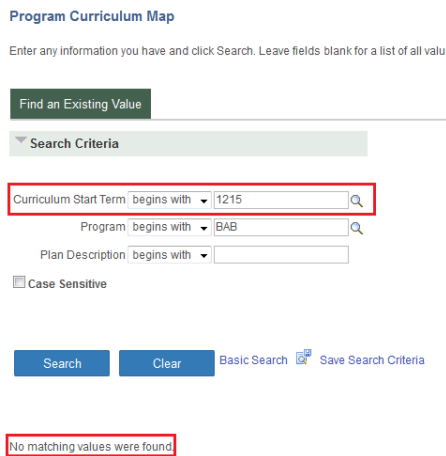 Program Curriculum Map
Enter any information you have and click Search. Leave fields blank for a list of all valu
Find an Existing Value
Search Criteria
Curriculum Start Term begins with 1215
Program begins with BAB
Plan Description begins with
Case Sensitive
Search Clear Basic Search Save Search Criteria
No matching values were found.